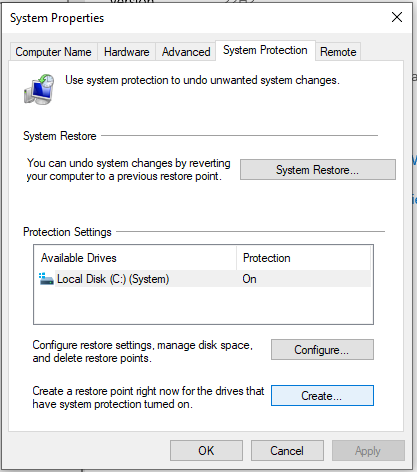 System Properties
Computer Name Hardware Advanced System Protection Remote
Use system protection to undo unwanted system changes.
System Restore
You can undo system changes by reverting
your computer to a previous restore point.
System Restore...
Protection Settings
Available Drives Protection
Local Disk (C:) (System) On
Configure restore settings, manage disk space,
and delete restore points.
Configure...
Create a restore point right now for the drives that
have system protection turned on.
Create...
OK Cancel Apply